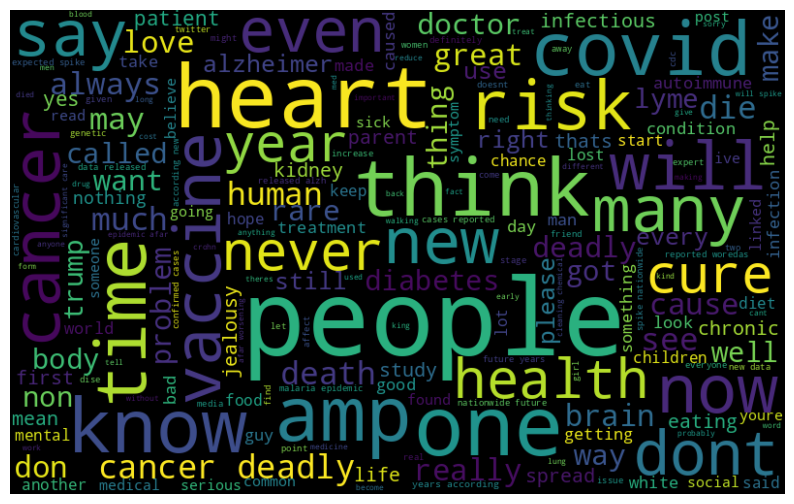 blood
twitter
patient
doctor
infectious
post
say
even
covid
make
love
caused
definitely
might
women
sorry
reduce
treat
expected spike
men
take
alzheimer
made
great
away
cdc
always
use
autoimmune
died
given
long
yes
believe
heart
risk
read
may
year
sick
parent
thing
symptom
lyme
die
right
thats
start
condition
help
called
genetic
cost
kidney
chance
lost
live
cancer
vaccine
want
data released
increase
will
nothing
drug
human
think
many
much
going
hope
keep
rare
treatment
back
fact
come
different
expert
time
never
new
day
man
linked
infection
cardiovascular
trump
someone
problem
according new
walking
cases reported
deadly
every
cure
still
diabetes
got
cause
reported woredas
world
jealousy
people
please
something
see
look
diet
chronic
body
first
bad
death
study
lot
early
children
well
non
tell
food
good
health
now
mean
malaria epidemic
future years
found
nationwide future
know
amp
one
brain
eating
youre
mental
guy
getting
dont
don
cancer deadly
life
really
spread
way
issue
white
social
said
another
medical
serious
common
years according
become
word
probably
everyone
new data
spike nationwide
confirmed cases
epidemic afar
significant care
media
medicine
point
find
without
form
anyone
anything
theres
used
let
king
affect
stage
friend
girl
kind
two
cant
lung
real
work